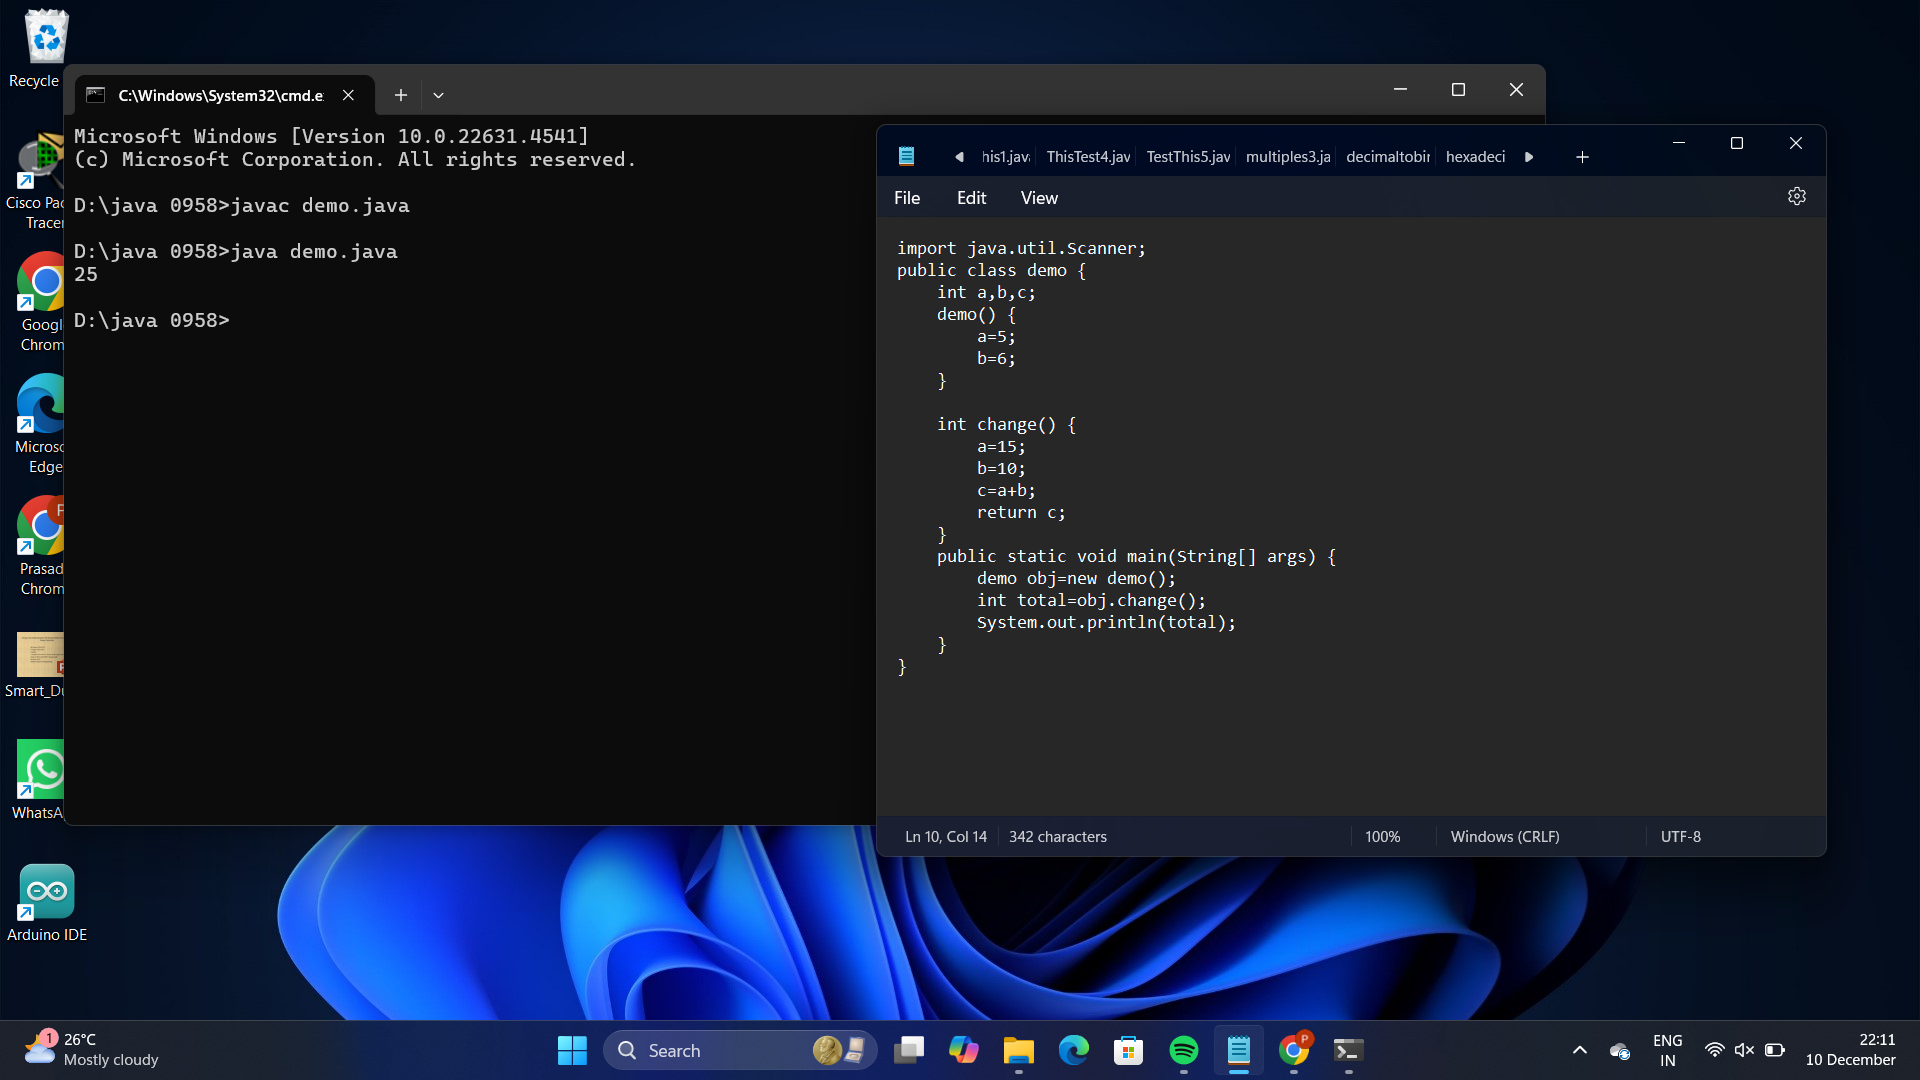 Recycle
Cisco Pac
Tracer
Googl
Chrom
Micros
Edge
P
Prasad
Chrom
Smart_Du
WhatsA
Arduino IDE
C:\Windows\System32\cmd.e
Microsoft Windows [Version 10.0.22631.4541]
(c) Microsoft Corporation. All rights reserved.
D:\java 0958>javac demo.java
D:\java 0958>java demo.java
25
D:\java 0958>
his1.java ThisTest4.jav TestThis5.jav multiples3.ja decimaltobin hexadeci
File Edit View
import java.util.Scanner;
public class demo {
    int a,b,c;
    demo() {
        a=5;
        b=6;
    }
    int change() {
        a=15;
        b=10;
        c=a+b;
        return c;
    }
    public static void main(String[] args) {
        demo obj=new demo();
        int total=obj.change();
        System.out.println(total);
    }
}
Ln 10, Col 14 342 characters 100% Windows (CRLF) UTF-8
1
26°C
Mostly cloudy
Search
P
ENG
IN
22:11
10 December